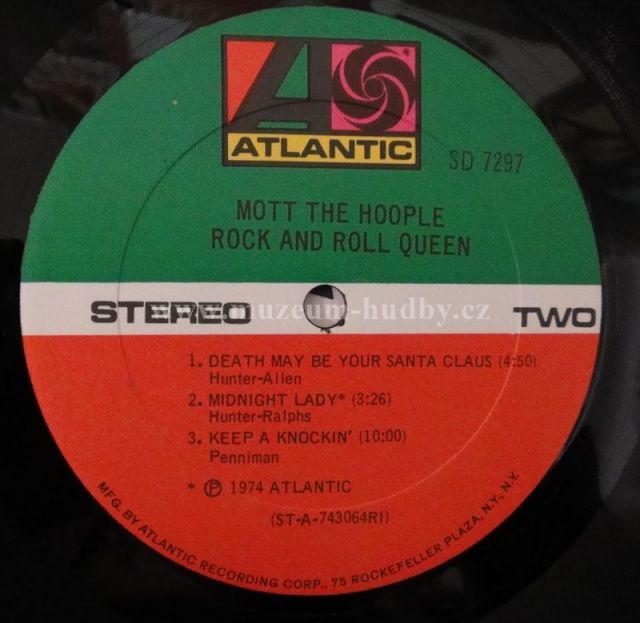 ATLANTIC
SD 7297
MOTT THE HOOPLE
ROCK AND ROLL QUEEN
STEREO
www.muzeum-hudby.cz
TWO
1. DEATH MAY BE YOUR SANTA CLAUS (4:50)
Hunter-Allen
2. MIDNIGHT LADY* (3:26)
Hunter-Ralphs
3. KEEP A KNOCKIN' (10:00)
Penniman
* Ⓟ 1974 ATLANTIC
(ST-A-743064RI)
MFG. BY ATLANTIC RECORDING CORP., 75 ROCKEFELLER PLAZA, N.Y., N.Y.